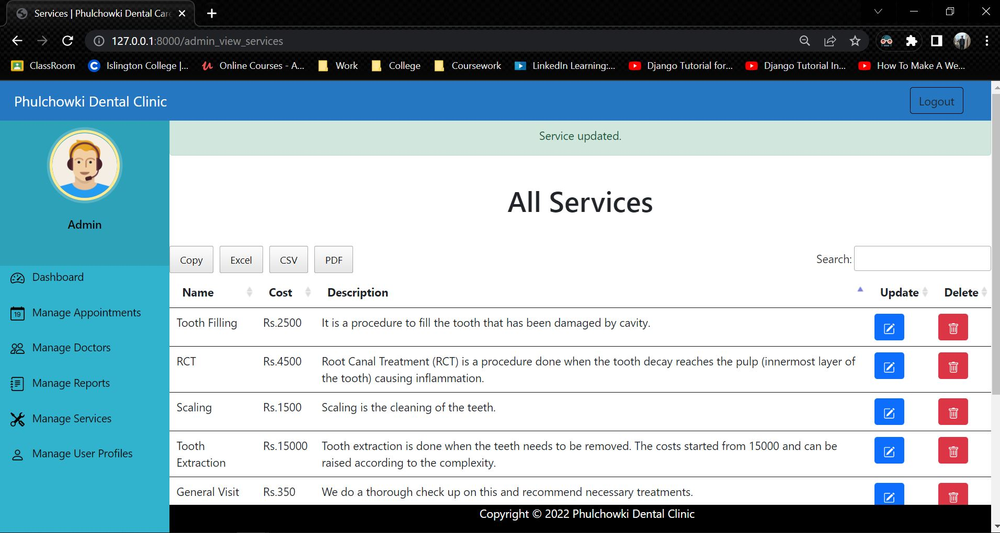 Services | Phulchowki Dental Care
127.0.0.1:8000/admin_view_services
ClassRoom Islington College |... Online Courses - A... Work College Coursework LinkedIn Learning:... Django Tutorial for... Django Tutorial In... How To Make A We...
Phulchowki Dental Clinic Logout
Service updated.
All Services
Admin
Copy Excel CSV PDF Search:
Dashboard
Manage Appointments
Manage Doctors
Manage Reports
Manage Services
Manage User Profiles
19
Name Cost Description Update Delete
Tooth Filling Rs.2500 It is a procedure to fill the tooth that has been damaged by cavity.
RCT Rs.4500 Root Canal Treatment (RCT) is a procedure done when the tooth decay reaches the pulp (innermost layer of
the tooth) causing inflammation.
Scaling Rs.1500 Scaling is the cleaning of the teeth.
Tooth Rs.15000 Tooth extraction is done when the teeth needs to be removed. The costs started from 15000 and can be
Extraction raised according to the complexity.
General Visit Rs.350 We do a thorough check up on this and recommend necessary treatments.
Copyright © 2022 Phulchowki Dental Clinic